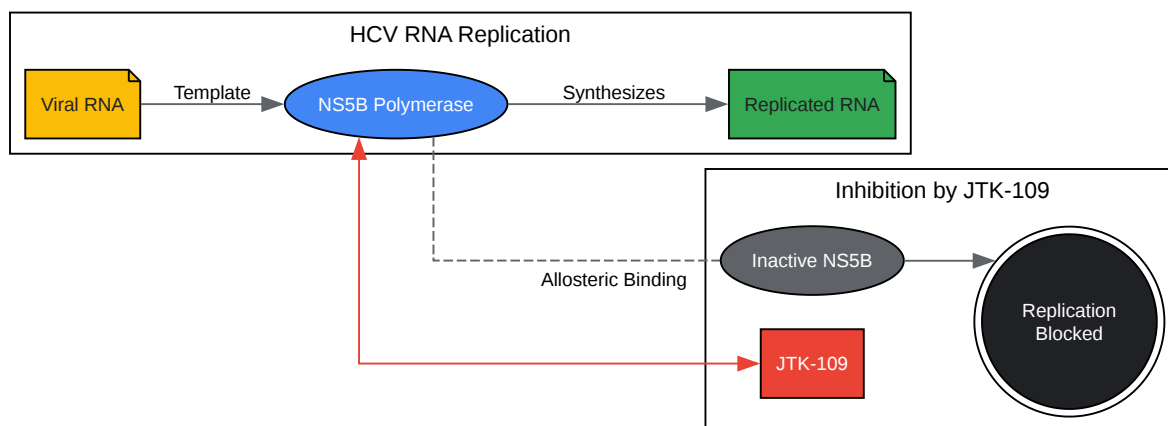 HCV RNA Replication
Viral RNA
Template
NS5B Polymerase
Synthesizes
Replicated RNA
Inhibition by JTK-109
Inactive NS5B
Allosteric Binding
Replication
Blocked
JTK-109